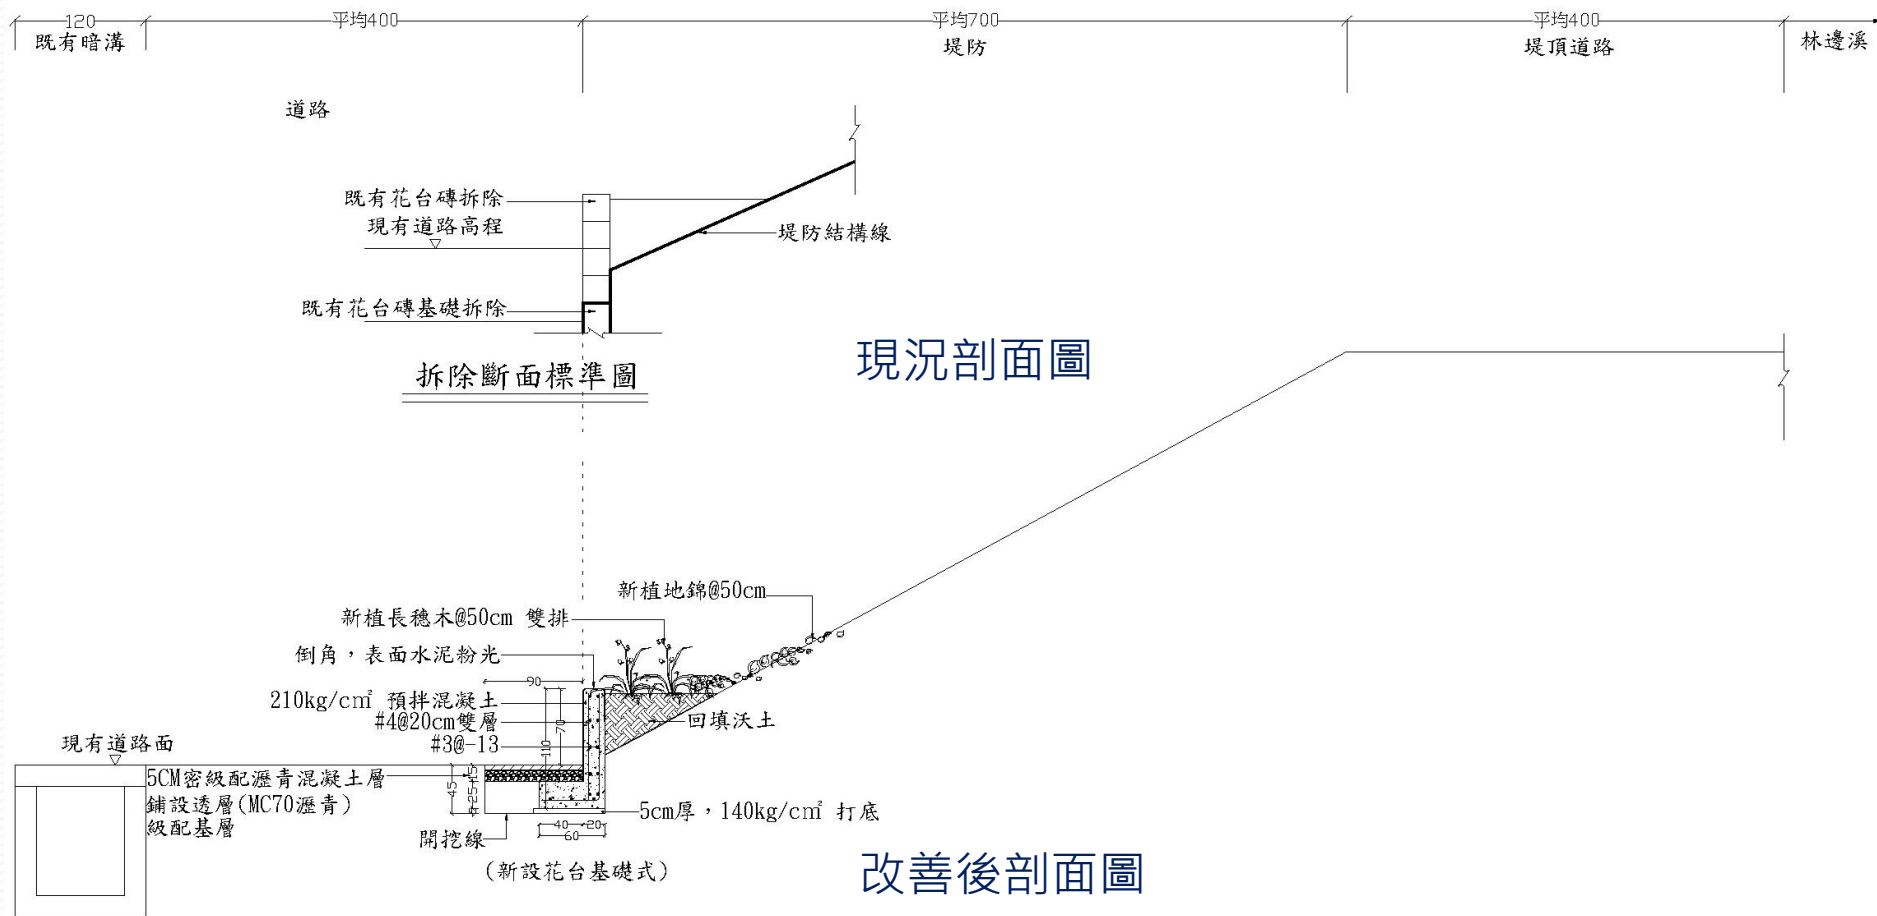 120
平均400
平均700
平均400
既有暗溝
堤防
堤頂道路
林邊溪
道路
既有花台磚拆除
現有道路高程
堤防結構線
既有花台磚基礎拆除
拆除斷面標準圖
現況剖面圖
新植地錦@50cm
新植長穗木@50cm 雙排
倒角，表面水泥粉光
90
210kg/cm² 預拌混凝土
#4@20cm雙層
#3@-13
110
70
回填沃土
現有道路面
5CM密級配瀝青混凝土層
鋪設透層(MC70瀝青)
級配基層
45
15
25
5cm厚，140kg/cm² 打底
40
20
60
開挖線
(新設花台基礎式)
改善後剖面圖